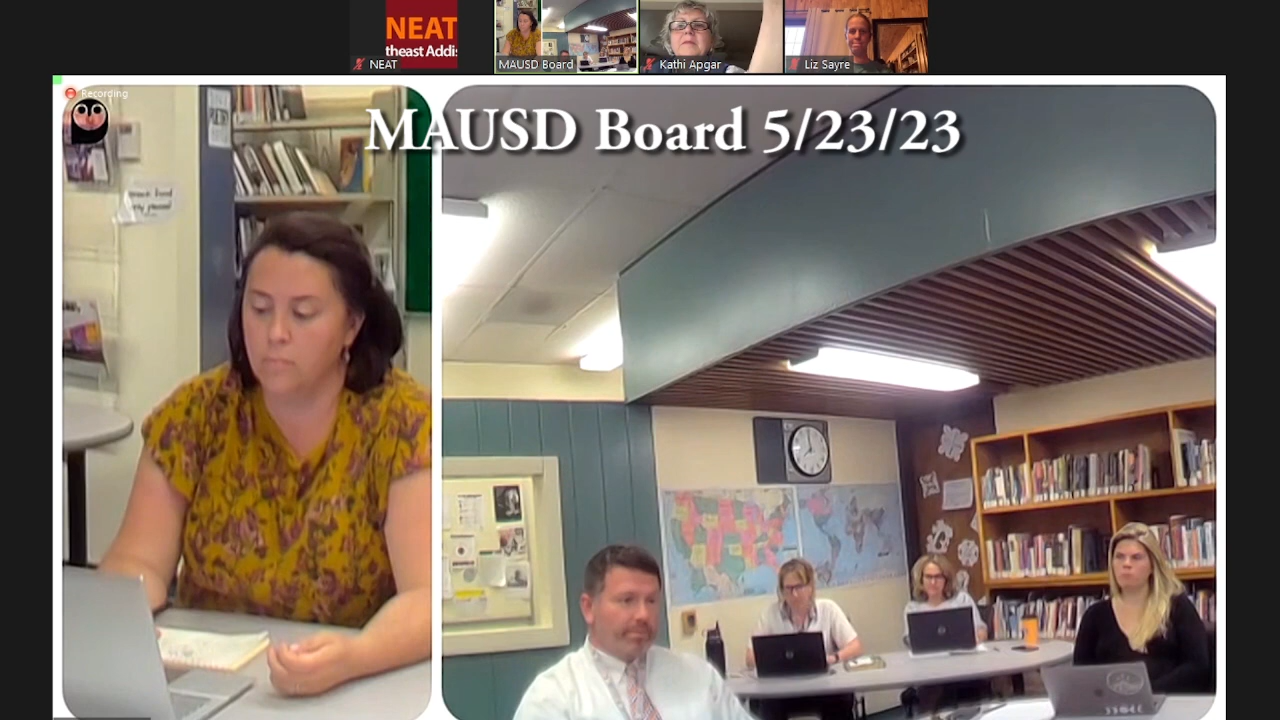 NEAT
theast Addis
NEAT
MAUSD Board
Kathi Apgar
Liz Sayre
Recording
MAUSD Board 5/23/23